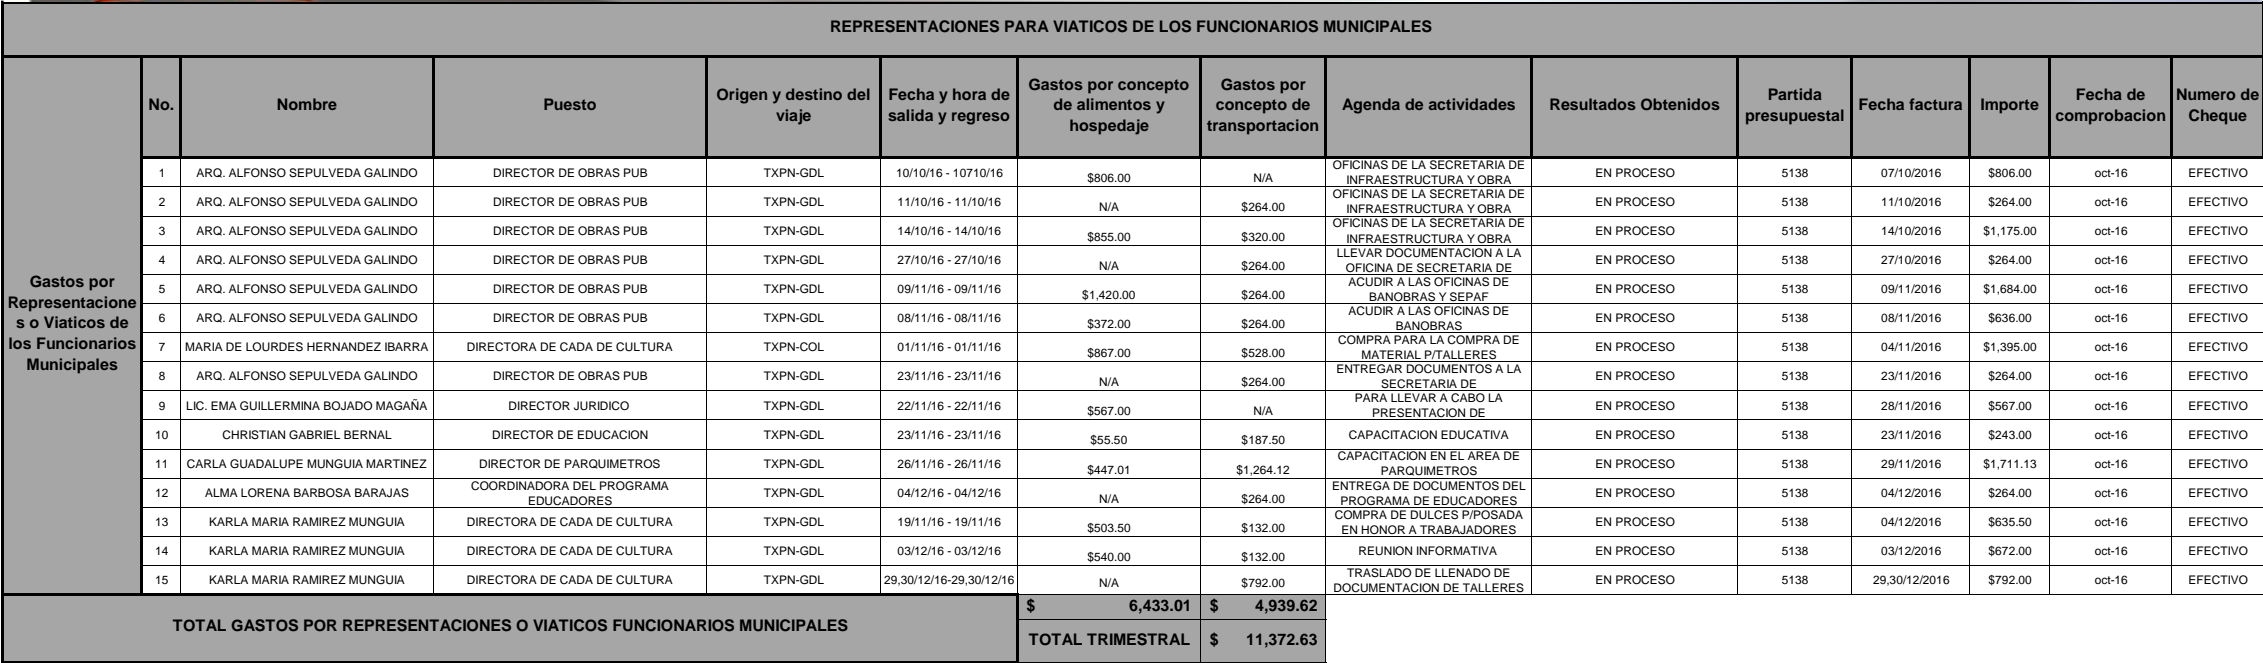 REPRESENTACIONES PARA VIATICOS DE LOS FUNCIONARIOS MUNICIPALES
Gastos por Representacione s o Viaticos de los Funcionarios Municipales
No. Nombre Puesto Origen y destino del viaje Fecha y hora de salida y regreso Gastos por concepto de alimentos y hospedaje Gastos por concepto de transportacion Agenda de actividades Resultados Obtenidos Partida presupuestal Fecha factura Importe Fecha de comprobacion Numero de Cheque
1 ARQ. ALFONSO SEPULVEDA GALINDO DIRECTOR DE OBRAS PUB TXPN-GDL 10/10/16 - 10710/16 $806.00 N/A OFICINAS DE LA SECRETARIA DE INFRAESTRUCTURA Y OBRA EN PROCESO 5138 07/10/2016 $806.00 oct-16 EFECTIVO
2 ARQ. ALFONSO SEPULVEDA GALINDO DIRECTOR DE OBRAS PUB TXPN-GDL 11/10/16 - 11/10/16 N/A $264.00 OFICINAS DE LA SECRETARIA DE INFRAESTRUCTURA Y OBRA EN PROCESO 5138 11/10/2016 $264.00 oct-16 EFECTIVO
3 ARQ. ALFONSO SEPULVEDA GALINDO DIRECTOR DE OBRAS PUB TXPN-GDL 14/10/16 - 14/10/16 $855.00 $320.00 OFICINAS DE LA SECRETARIA DE INFRAESTRUCTURA Y OBRA EN PROCESO 5138 14/10/2016 $1,175.00 oct-16 EFECTIVO
4 ARQ. ALFONSO SEPULVEDA GALINDO DIRECTOR DE OBRAS PUB TXPN-GDL 27/10/16 - 27/10/16 N/A $264.00 LLEVAR DOCUMENTACION A LA OFICINA DE SECRETARIA DE EN PROCESO 5138 27/10/2016 $264.00 oct-16 EFECTIVO
5 ARQ. ALFONSO SEPULVEDA GALINDO DIRECTOR DE OBRAS PUB TXPN-GDL 09/11/16 - 09/11/16 $1,420.00 $264.00 ACUDIR A LAS OFICINAS DE BANOBRAS Y SEPAF EN PROCESO 5138 09/11/2016 $1,684.00 oct-16 EFECTIVO
6 ARQ. ALFONSO SEPULVEDA GALINDO DIRECTOR DE OBRAS PUB TXPN-GDL 08/11/16 - 08/11/16 $372.00 $264.00 ACUDIR A LAS OFICINAS DE BANOBRAS EN PROCESO 5138 08/11/2016 $636.00 oct-16 EFECTIVO
7 MARIA DE LOURDES HERNANDEZ IBARRA DIRECTORA DE CADA DE CULTURA TXPN-COL 01/11/16 - 01/11/16 $867.00 $528.00 COMPRA PARA LA COMPRA DE MATERIAL P/TALLERES EN PROCESO 5138 04/11/2016 $1,395.00 oct-16 EFECTIVO
8 ARQ. ALFONSO SEPULVEDA GALINDO DIRECTOR DE OBRAS PUB TXPN-GDL 23/11/16 - 23/11/16 N/A $264.00 ENTREGAR DOCUMENTOS A LA SECRETARIA DE EN PROCESO 5138 23/11/2016 $264.00 oct-16 EFECTIVO
9 LIC. EMA GUILLERMINA BOJADO MAGAÑA DIRECTOR JURIDICO TXPN-GDL 22/11/16 - 22/11/16 $567.00 N/A PARA LLEVAR A CABO LA PRESENTACION DE EN PROCESO 5138 28/11/2016 $567.00 oct-16 EFECTIVO
10 CHRISTIAN GABRIEL BERNAL DIRECTOR DE EDUCACION TXPN-GDL 23/11/16 - 23/11/16 $55.50 $187.50 CAPACITACION EDUCATIVA EN PROCESO 5138 23/11/2016 $243.00 oct-16 EFECTIVO
11 CARLA GUADALUPE MUNGUIA MARTINEZ DIRECTOR DE PARQUIMETROS TXPN-GDL 26/11/16 - 26/11/16 $447.01 $1,264.12 CAPACITACION EN EL AREA DE PARQUIMETROS EN PROCESO 5138 29/11/2016 $1,711.13 oct-16 EFECTIVO
12 ALMA LORENA BARBOSA BARAJAS COORDINADORA DEL PROGRAMA EDUCADORES TXPN-GDL 04/12/16 - 04/12/16 N/A $264.00 ENTREGA DE DOCUMENTOS DEL PROGRAMA DE EDUCADORES EN PROCESO 5138 04/12/2016 $264.00 oct-16 EFECTIVO
13 KARLA MARIA RAMIREZ MUNGUIA DIRECTORA DE CADA DE CULTURA TXPN-GDL 19/11/16 - 19/11/16 $503.50 $132.00 COMPRA DE DULCES P/POSADA EN HONOR A TRABAJADORES EN PROCESO 5138 04/12/2016 $635.50 oct-16 EFECTIVO
14 KARLA MARIA RAMIREZ MUNGUIA DIRECTORA DE CADA DE CULTURA TXPN-GDL 03/12/16 - 03/12/16 $540.00 $132.00 REUNION INFORMATIVA EN PROCESO 5138 03/12/2016 $672.00 oct-16 EFECTIVO
15 KARLA MARIA RAMIREZ MUNGUIA DIRECTORA DE CADA DE CULTURA TXPN-GDL 29,30/12/16-29,30/12/16 N/A $792.00 TRASLADO DE LLENADO DE DOCUMENTACION DE TALLERES EN PROCESO 5138 29,30/12/2016 $792.00 oct-16 EFECTIVO
TOTAL GASTOS POR REPRESENTACIONES O VIATICOS FUNCIONARIOS MUNICIPALES $ 6,433.01 $ 4,939.62
TOTAL TRIMESTRAL $ 11,372.63